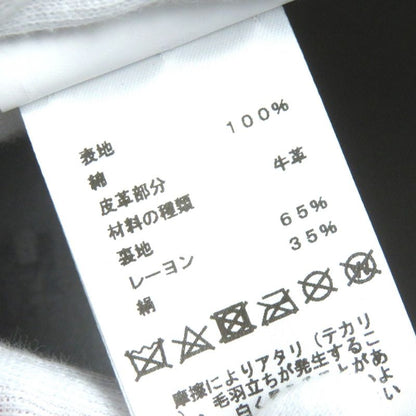 表地
綿 100%
皮革部分
材料の種類 牛革
裏地
レーヨン 65%
絹 35%
摩擦によりアタリ(テカリ
、毛羽立ちが発生するこ
白く